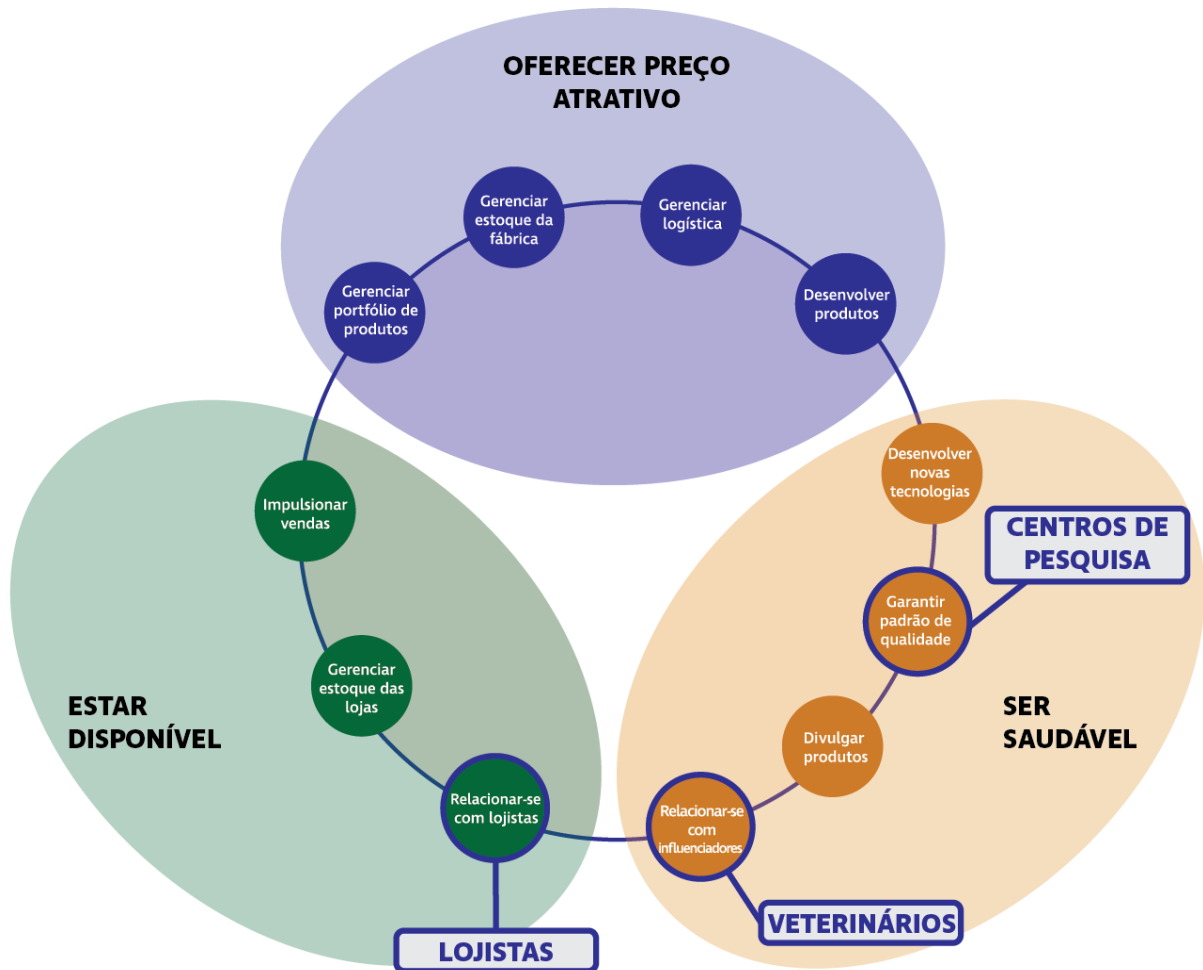 OFERECER PREÇO
ATRATIVO
Gerenciar
estoque da
fábrica
Gerenciar
logística
Gerenciar
portfólio de
produtos
Desenvolver
produtos
Impulsionar
vendas
Desenvolver
novas
tecnologias
CENTROS DE
PESQUISA
Garantir
padrão de
qualidade
Gerenciar
estoque das
lojas
ESTAR
DISPONÍVEL
SER
SAUDÁVEL
Divulgar
produtos
Relacionar-se
com lojistas
Relacionar-se
com
influenciadores
LOJISTAS
VETERINÁRIOS